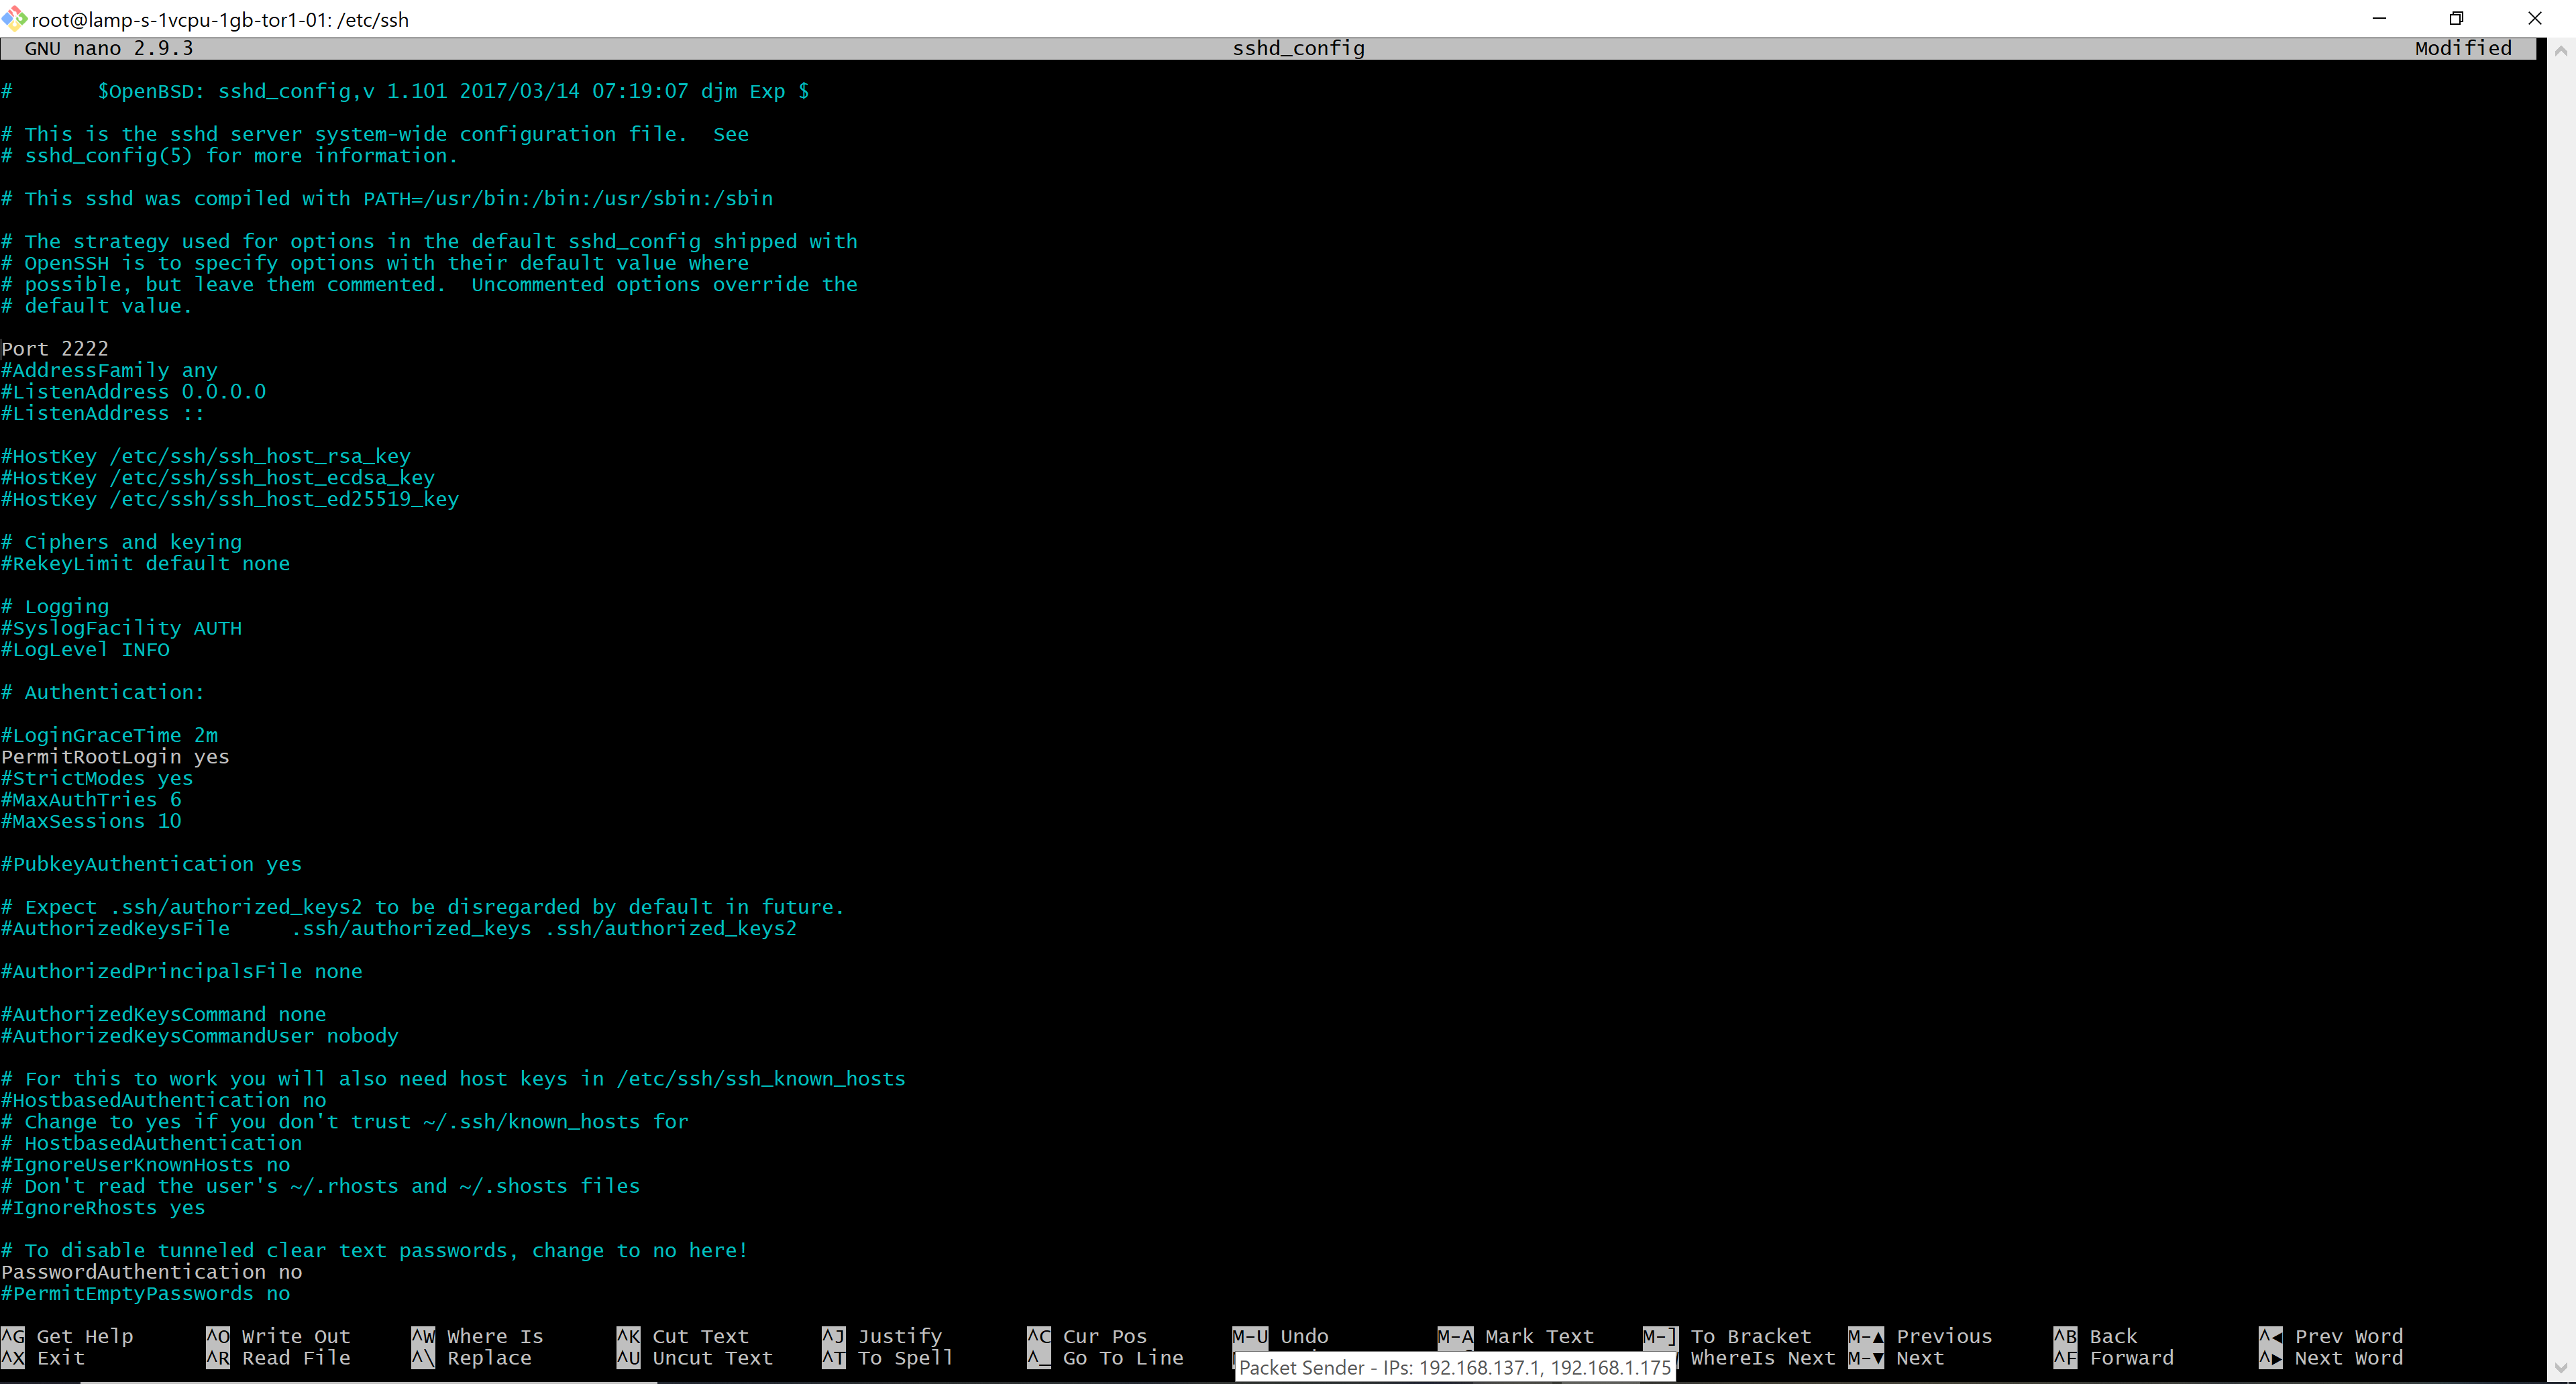 root@lamp-s-1vcpu-1gb-tor1-01: /etc/ssh
GNU nano 2.9.3 sshd_config Modified
# $OpenBSD: sshd_config,v 1.101 2017/03/14 07:19:07 djm Exp $
# This is the sshd server system-wide configuration file.  See
# sshd_config(5) for more information.
# This sshd was compiled with PATH=/usr/bin:/bin:/usr/sbin:/sbin
# The strategy used for options in the default sshd_config shipped with
# OpenSSH is to specify options with their default value where
# possible, but leave them commented.  Uncommented options override the
# default value.
Port 2222
#AddressFamily any
#ListenAddress 0.0.0.0
#ListenAddress ::
#HostKey /etc/ssh/ssh_host_rsa_key
#HostKey /etc/ssh/ssh_host_ecdsa_key
#HostKey /etc/ssh/ssh_host_ed25519_key
# Ciphers and keying
#RekeyLimit default none
# Logging
#SyslogFacility AUTH
#LogLevel INFO
# Authentication:
#LoginGraceTime 2m
PermitRootLogin yes
#StrictModes yes
#MaxAuthTries 6
#MaxSessions 10
#PubkeyAuthentication yes
# Expect .ssh/authorized_keys2 to be disregarded by default in future.
#AuthorizedKeysFile     .ssh/authorized_keys .ssh/authorized_keys2
#AuthorizedPrincipalsFile none
#AuthorizedKeysCommand none
#AuthorizedKeysCommandUser nobody
# For this to work you will also need host keys in /etc/ssh/ssh_known_hosts
#HostbasedAuthentication no
# Change to yes if you don't trust ~/.ssh/known_hosts for
# HostbasedAuthentication
#IgnoreUserKnownHosts no
# Don't read the user's ~/.rhosts and ~/.shosts files
#IgnoreRhosts yes
# To disable tunneled clear text passwords, change to no here!
PasswordAuthentication no
#PermitEmptyPasswords no
^G Get Help ^O Write Out ^W Where Is ^K Cut Text ^J Justify ^C Cur Pos M-U Undo M-A Mark Text M-] To Bracket M-▲ Previous ^B Back ^◀ Prev Word
^X Exit ^R Read File ^\ Replace ^U Uncut Text ^T To Spell ^_ Go To Line WhereIs Next M-▼ Next ^F Forward ^▶ Next Word
Packet Sender - IPs: 192.168.137.1, 192.168.1.175